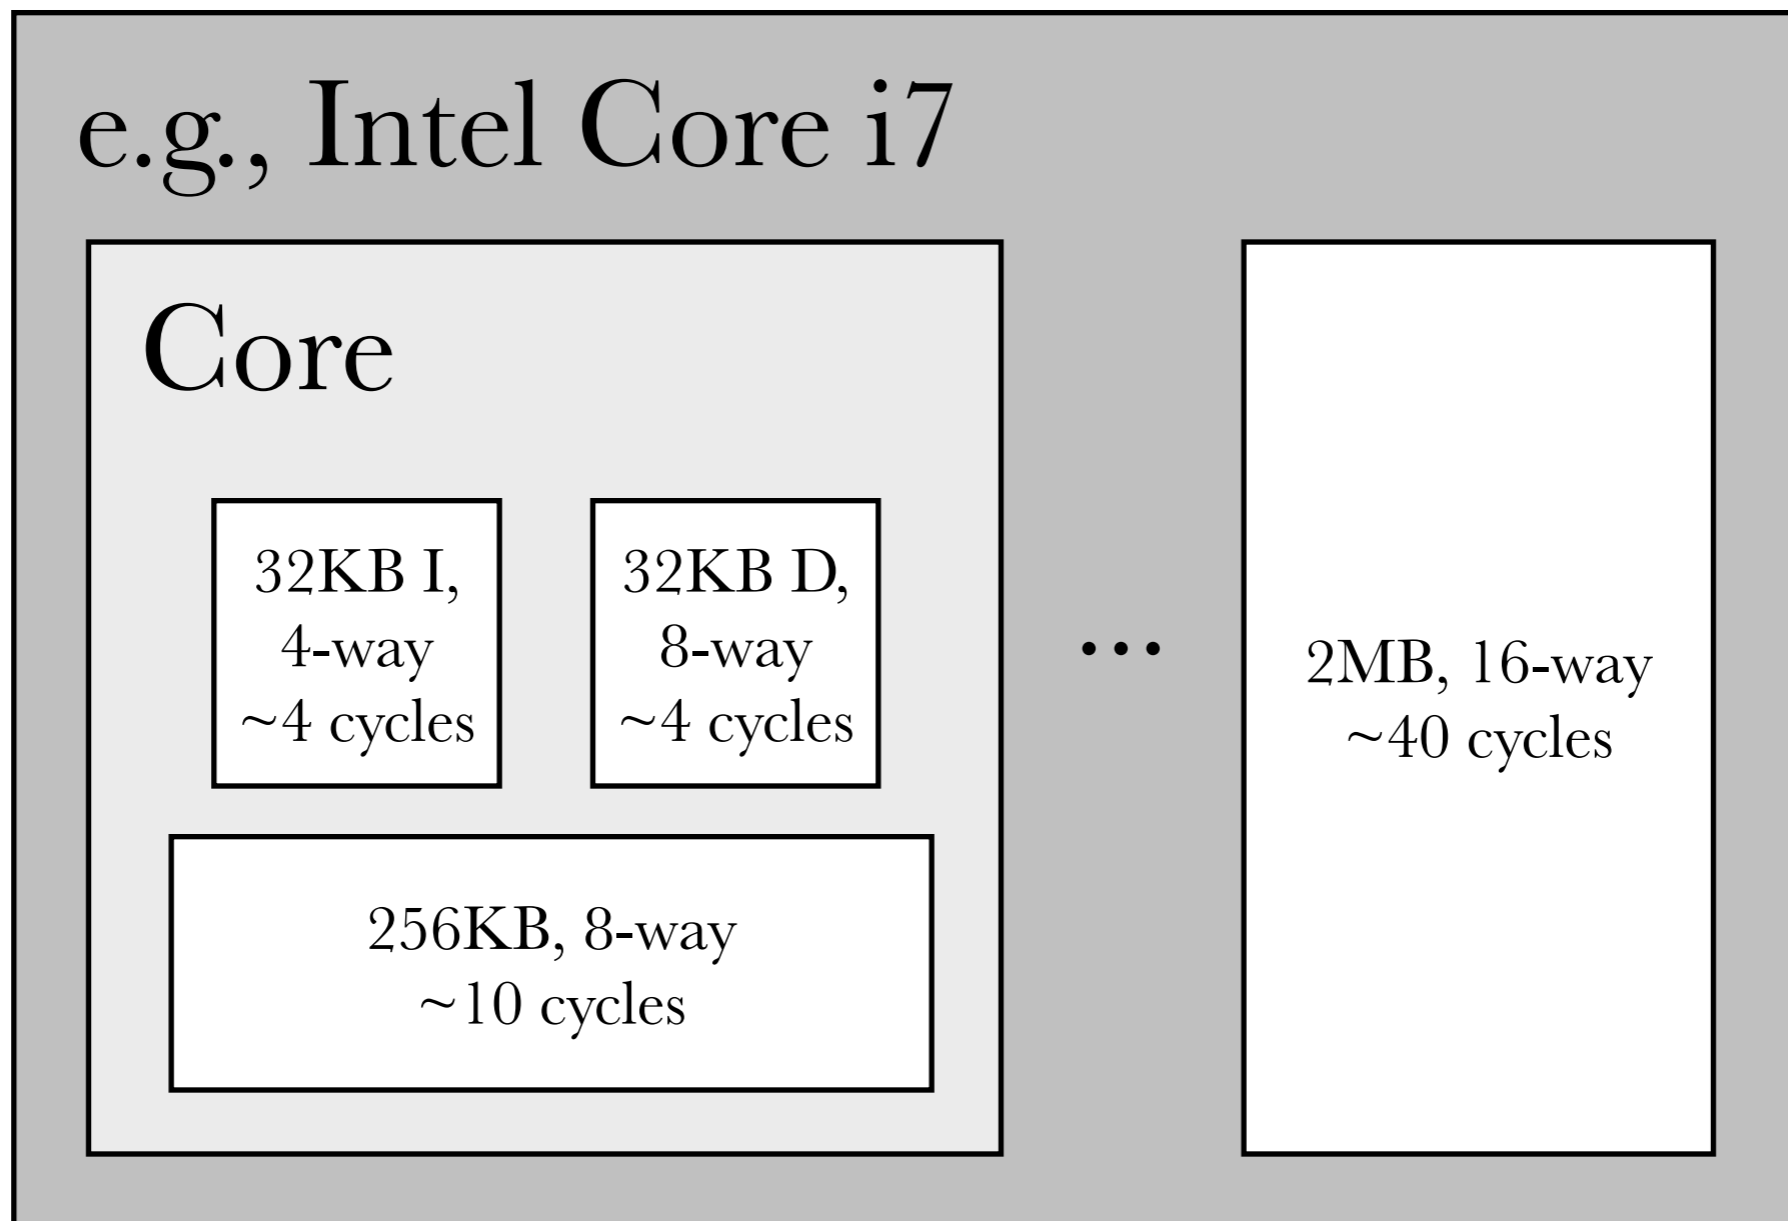 e.g., Intel Core i7
Core
32KB I,
4-way
~4 cycles
32KB D,
8-way
~4 cycles
256KB, 8-way
~10 cycles
...
2MB, 16-way
~40 cycles